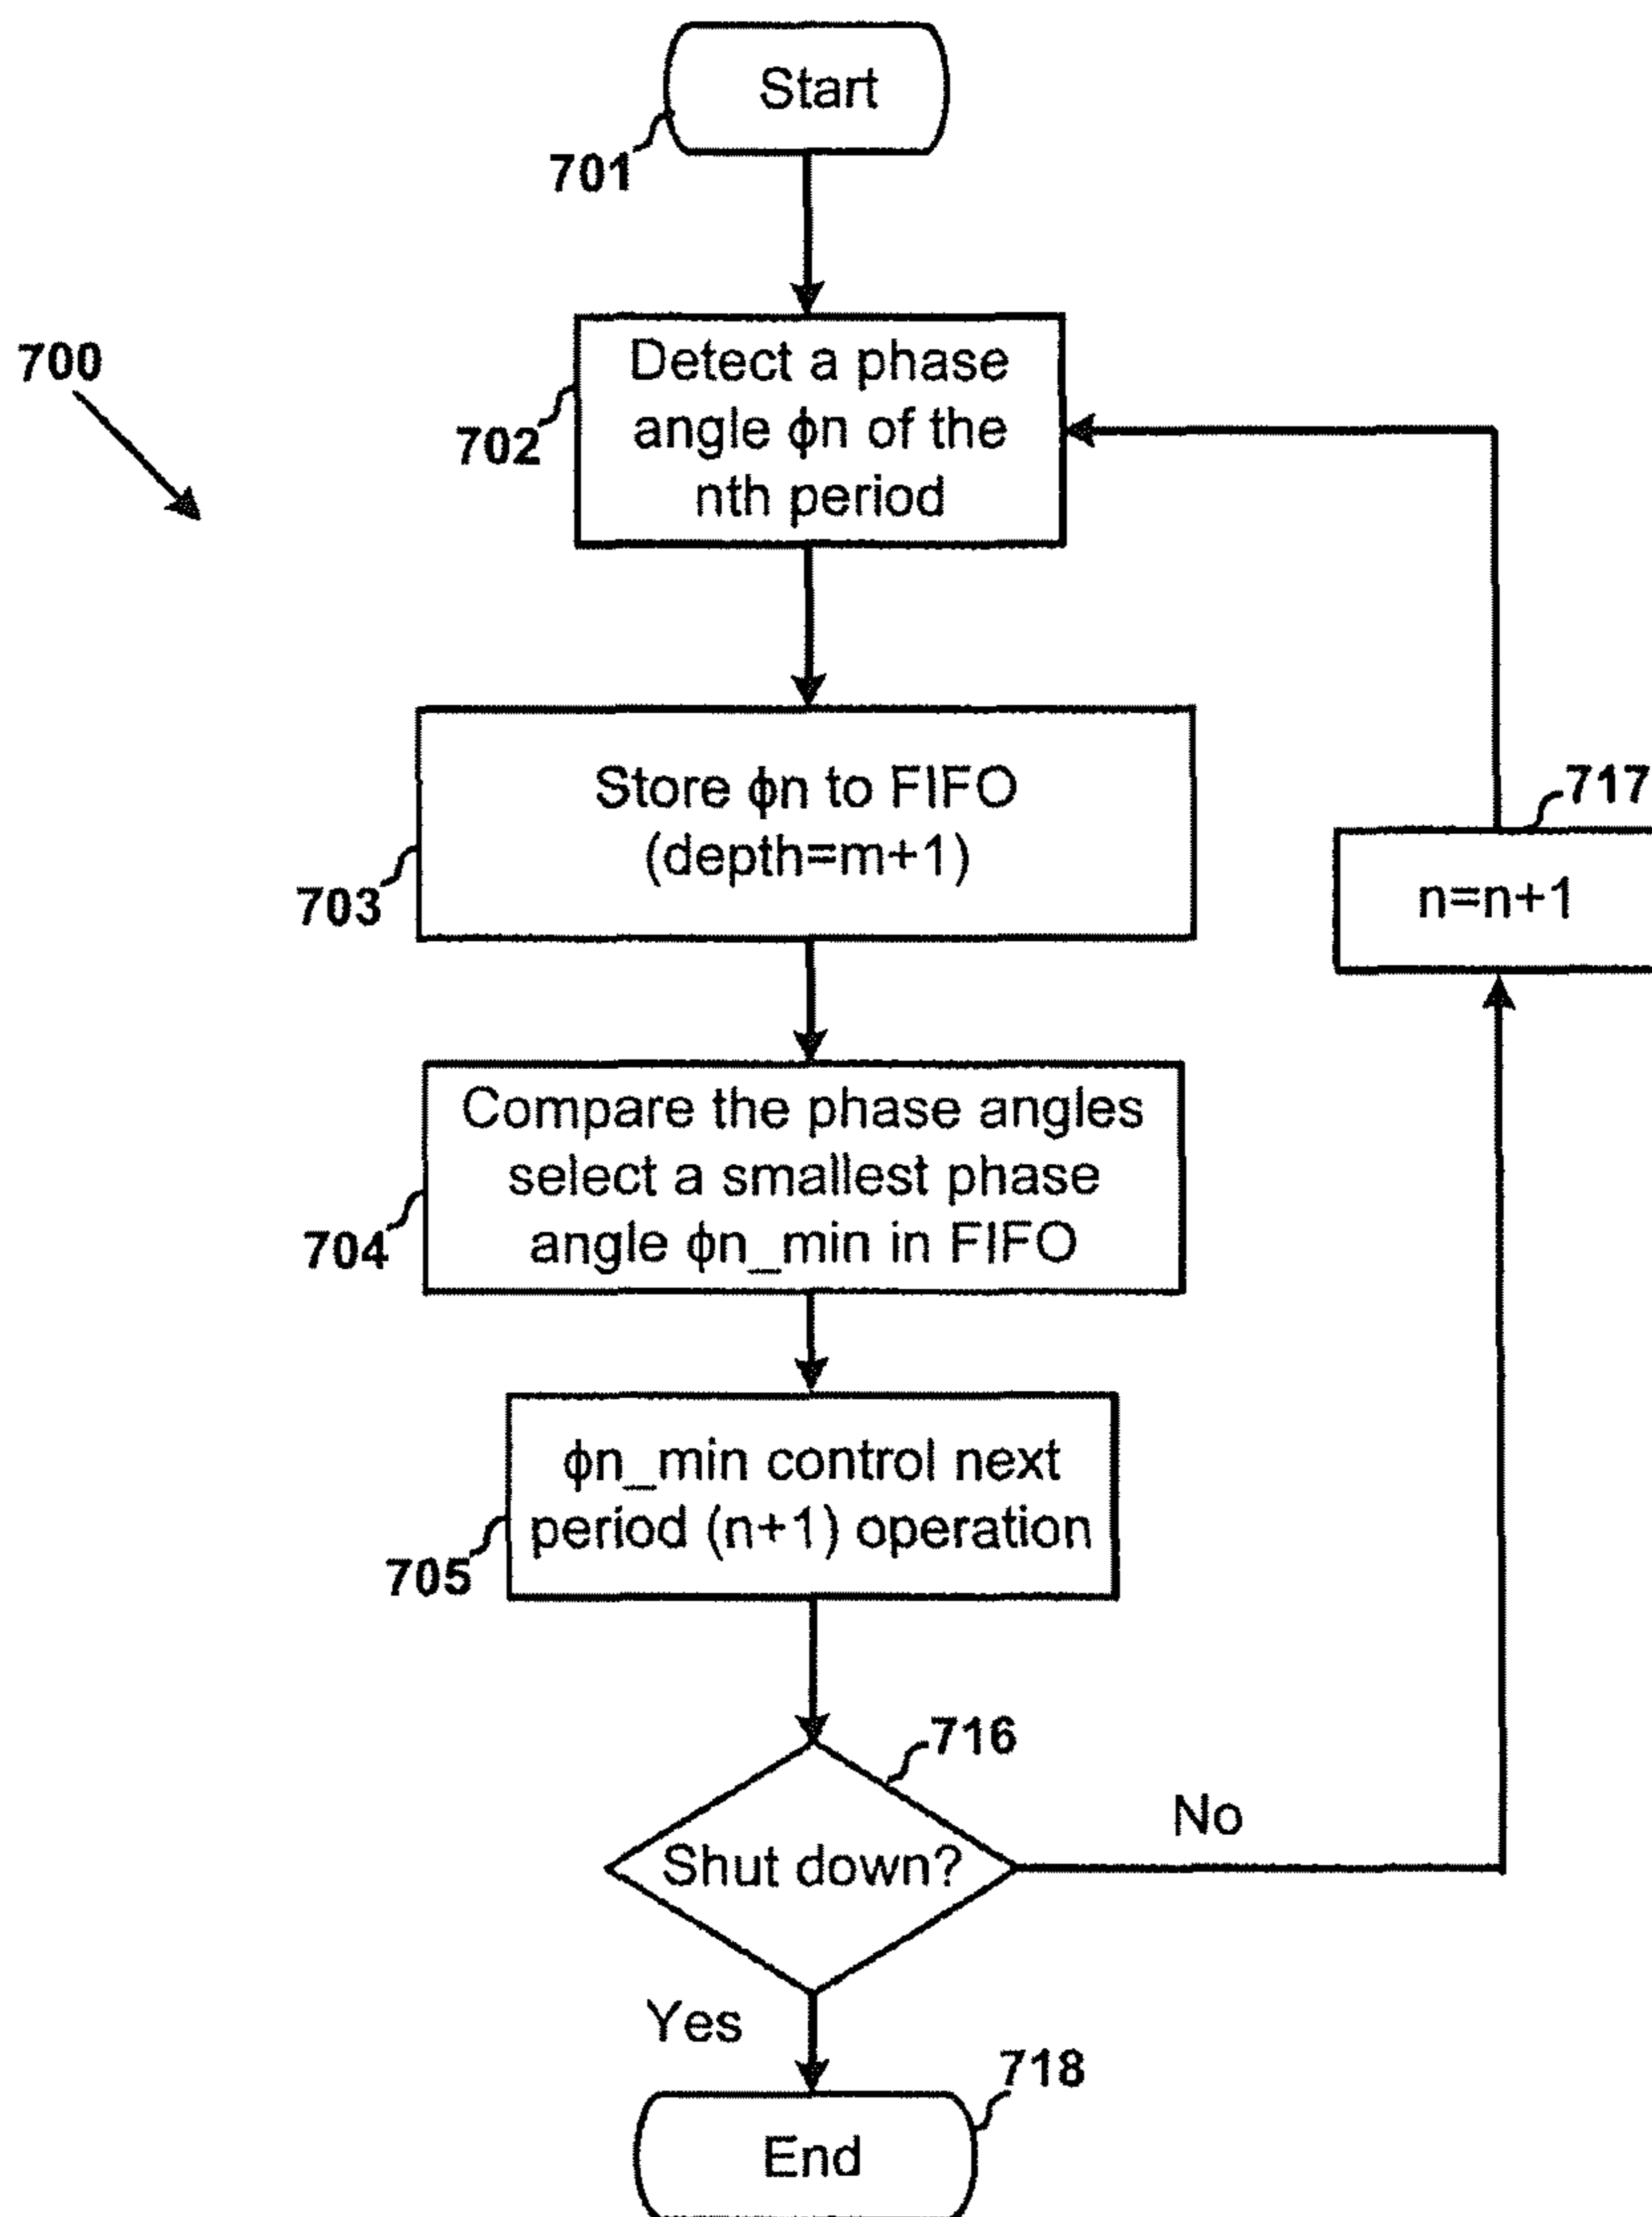 Start
701
700
Detect a phase
angle ϕn of the
nth period
702
Store ϕn to FIFO
(depth=m+1)
703
717
n=n+1
Compare the phase angles
select a smallest phase
angle ϕn_min in FIFO
704
ϕn_min control next
period (n+1) operation
705
716
Shut down?
No
Yes
718
End